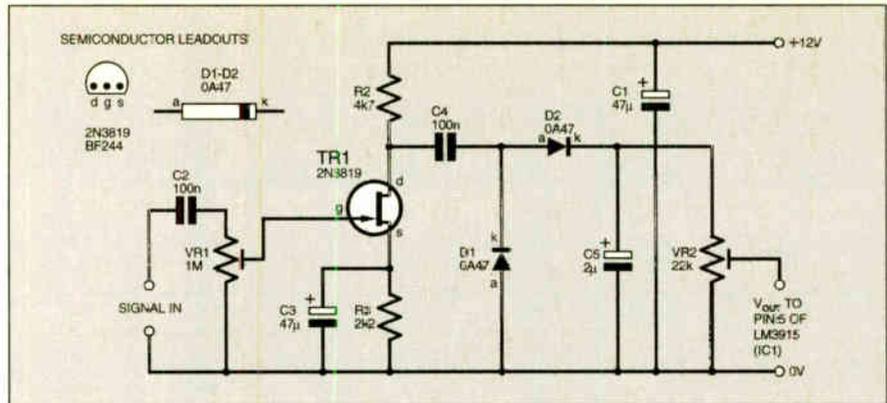 SEMICONDUCTOR LEADOUTS
d g s
2N3819
BF244
D1-D2
0A47
a
k
+12V
R2
4k7
C1
47µ
+
C4
100n
D2
0A47
a
k
TR1
2N3819
d
g
s
C2
100n
VR1
1M
SIGNAL IN
C3
47µ
+
R3
2k2
D1
0A47
k
a
C5
2µ
+
VR2
22k
VOUT TO
PIN 5 OF
LM3915
(IC1)
0V